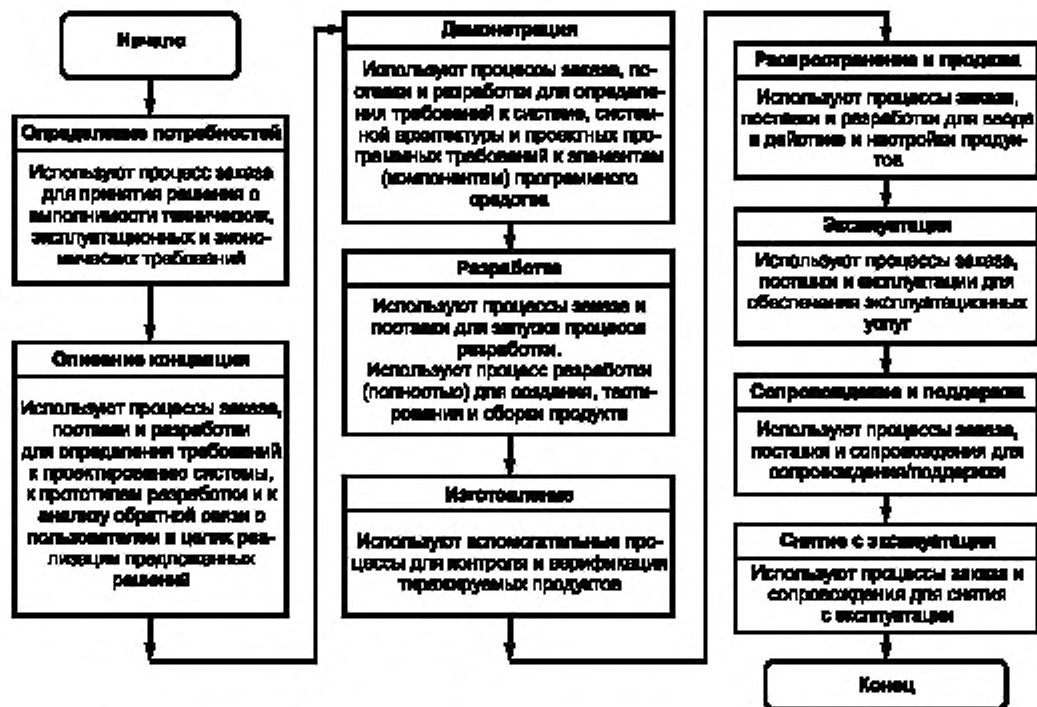 Начало
Определение потребностей
Используют процесс заказа
для принятия решения о
выполнимости технических,
эксплуатационных и эконо-
мических требований
Описание концепции
Используют процессы заказа,
поставки и разработки
для определения требований
к проектированию системы,
к прототипам разработки и к
анализу обратной связи с
пользователем в целях реа-
лизации предложенных
решений
Демонстрация
Используют процессы заказа, по-
ставки и разработки для определе-
ния требований к системе, систем-
ной архитектуры и проектных про-
граммных требований к элементам
(компонентам) программного
средства
Разработка
Используют процессы заказа и
поставки для запуска процесса
разработки.
Используют процесс разработки
(полностью) для создания, тести-
рования и сборки продукта
Изготовление
Используют вспомогательные про-
цессы для контроля и верификации
тиражируемых продуктов
Распространение и продажа
Используют процессы заказа,
поставки и разработки для ввода
в действие и настройки продук-
тов
Эксплуатация
Используют процессы заказа,
поставки и эксплуатации для
обеспечения эксплуатационных
услуг
Сопровождение и поддержка
Используют процессы заказа,
поставки и сопровождения для
сопровождения/поддержки
Снятие с эксплуатации
Используют процессы заказа и
сопровождения для снятия
с эксплуатации
Конец